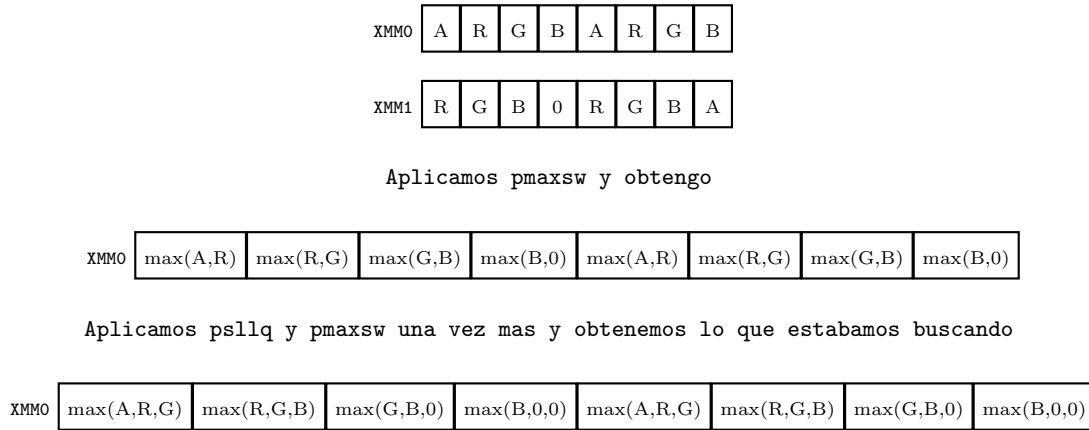 XMM0 A R G B A R G B
XMM1 R G B 0 R G B A
Aplicamos pmaxsw y obtengo
XMM0 max(A,R) max(R,G) max(G,B) max(B,0) max(A,R) max(R,G) max(G,B) max(B,0)
Aplicamos psllq y pmaxsw una vez mas y obtenemos lo que estabamos buscando
XMM0 max(A,R,G) max(R,G,B) max(G,B,0) max(B,0,0) max(A,R,G) max(R,G,B) max(G,B,0) max(B,0,0)